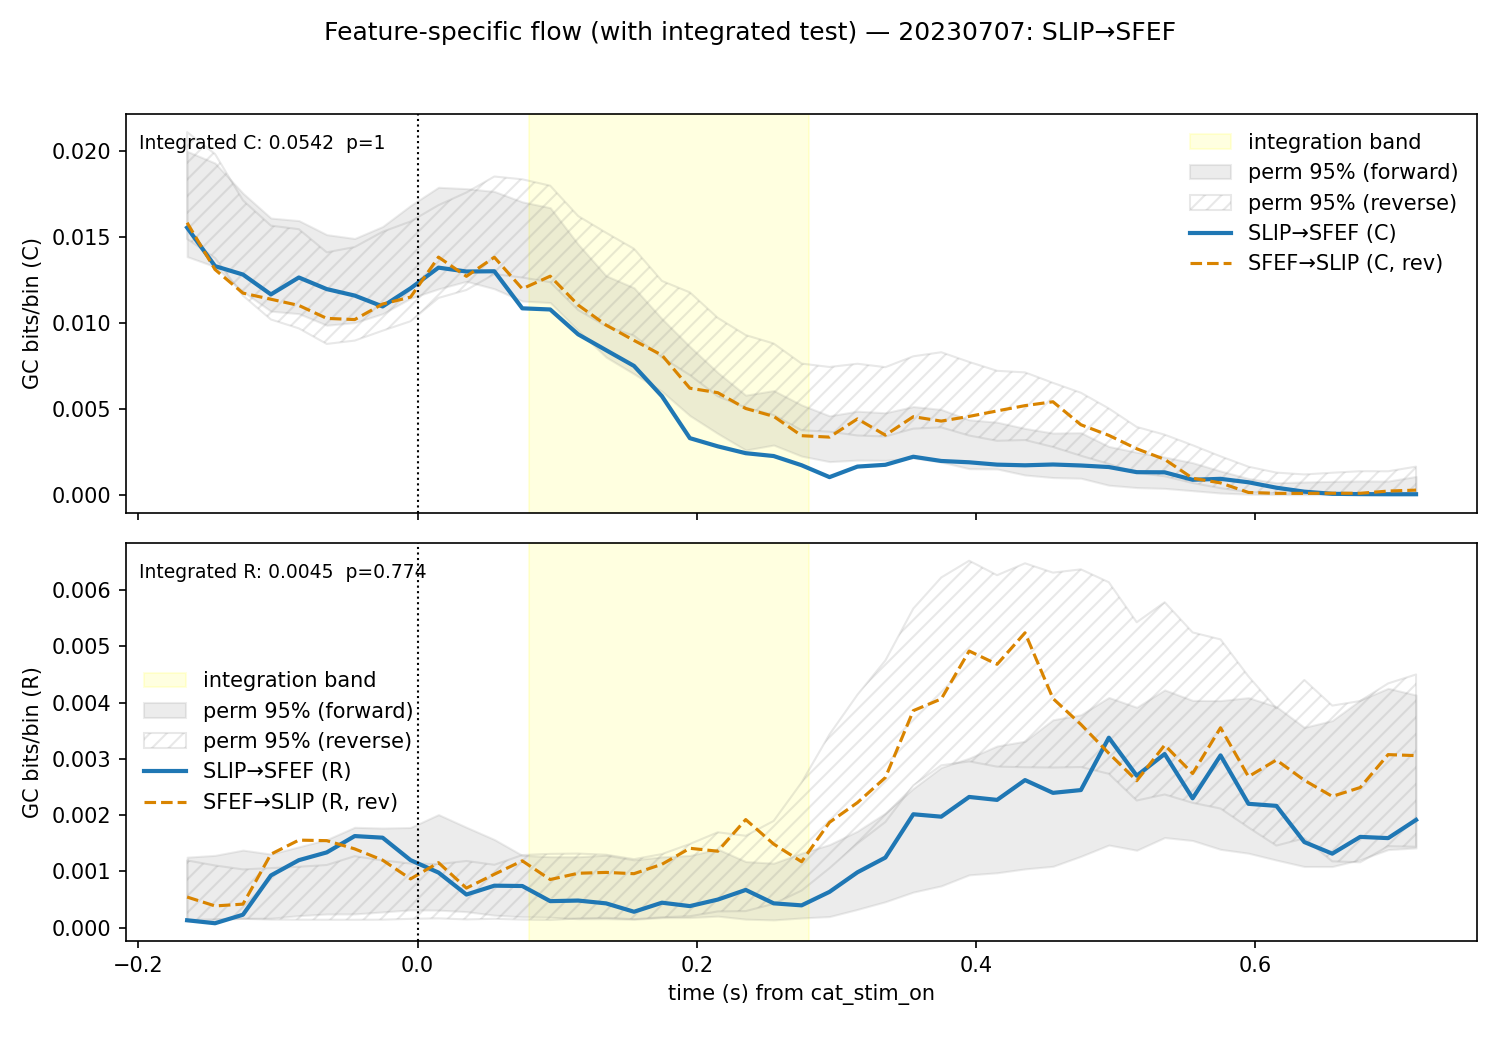 Feature-specific flow (with integrated test) — 20230707: SLIP→SFEF
Integrated C: 0.0542  p=1
integration band
perm 95% (forward)
perm 95% (reverse)
SLIP→SFEF (C)
SFEF→SLIP (C, rev)
GC bits/bin (C)
0.020
0.015
0.010
0.005
0.000
Integrated R: 0.0045  p=0.774
integration band
perm 95% (forward)
perm 95% (reverse)
SLIP→SFEF (R)
SFEF→SLIP (R, rev)
GC bits/bin (R)
0.006
0.005
0.004
0.003
0.002
0.001
0.000
−0.2 0.0 0.2 0.4 0.6
time (s) from cat_stim_on